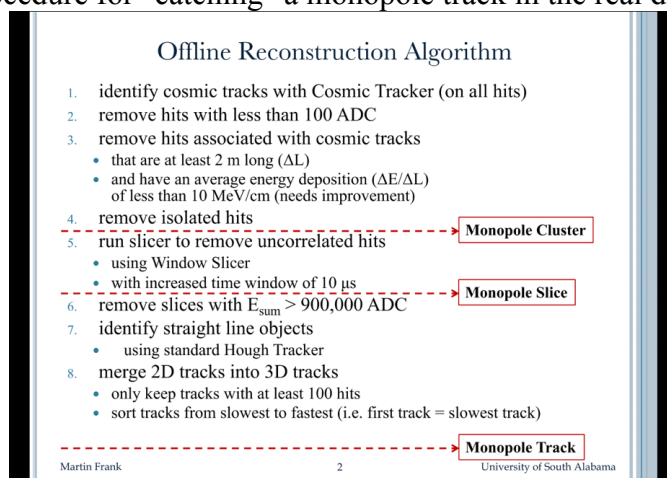 Offline Reconstruction Algorithm
1. identify cosmic tracks with Cosmic Tracker (on all hits)
2. remove hits with less than 100 ADC
3. remove hits associated with cosmic tracks
• that are at least 2 m long (ΔL)
• and have an average energy deposition (ΔE/ΔL)
of less than 10 MeV/cm (needs improvement)
4. remove isolated hits
Monopole Cluster
5. run slicer to remove uncorrelated hits
• using Window Slicer
• with increased time window of 10 μs
Monopole Slice
6. remove slices with Esum > 900,000 ADC
7. identify straight line objects
• using standard Hough Tracker
8. merge 2D tracks into 3D tracks
• only keep tracks with at least 100 hits
• sort tracks from slowest to fastest (i.e. first track = slowest track)
Monopole Track
Martin Frank 2 University of South Alabama